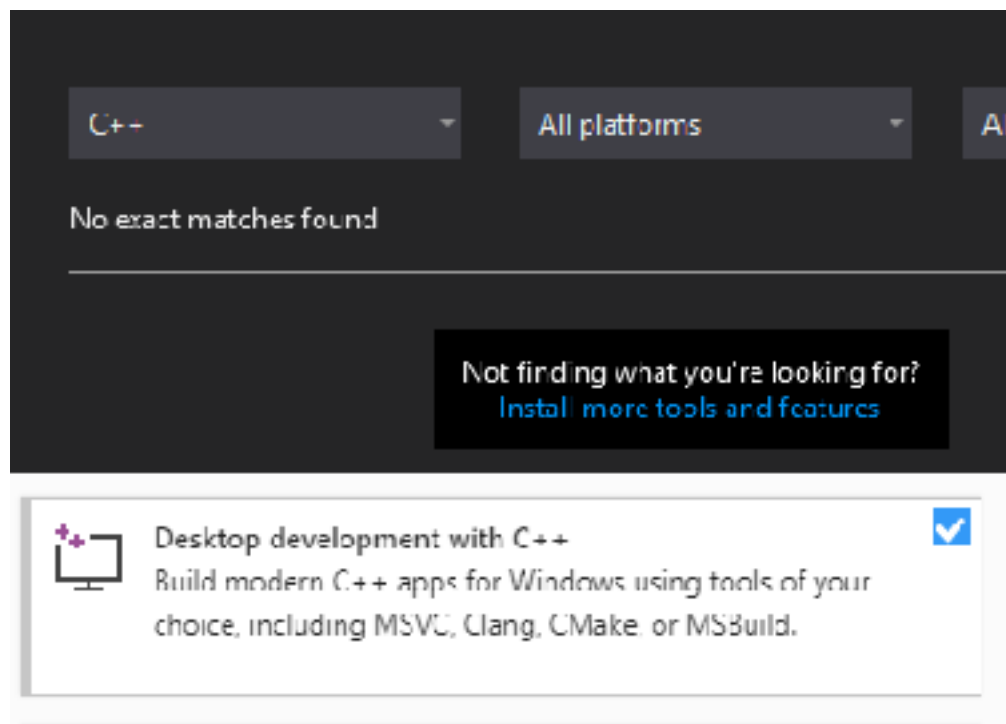 C++
All platforms
No exact matches found
Not finding what you're looking for?
Install more tools and features
Desktop development with C++
Build modern C++ apps for Windows using tools of your
choice, including MSVC, Clang, CMake, or MSBuild.